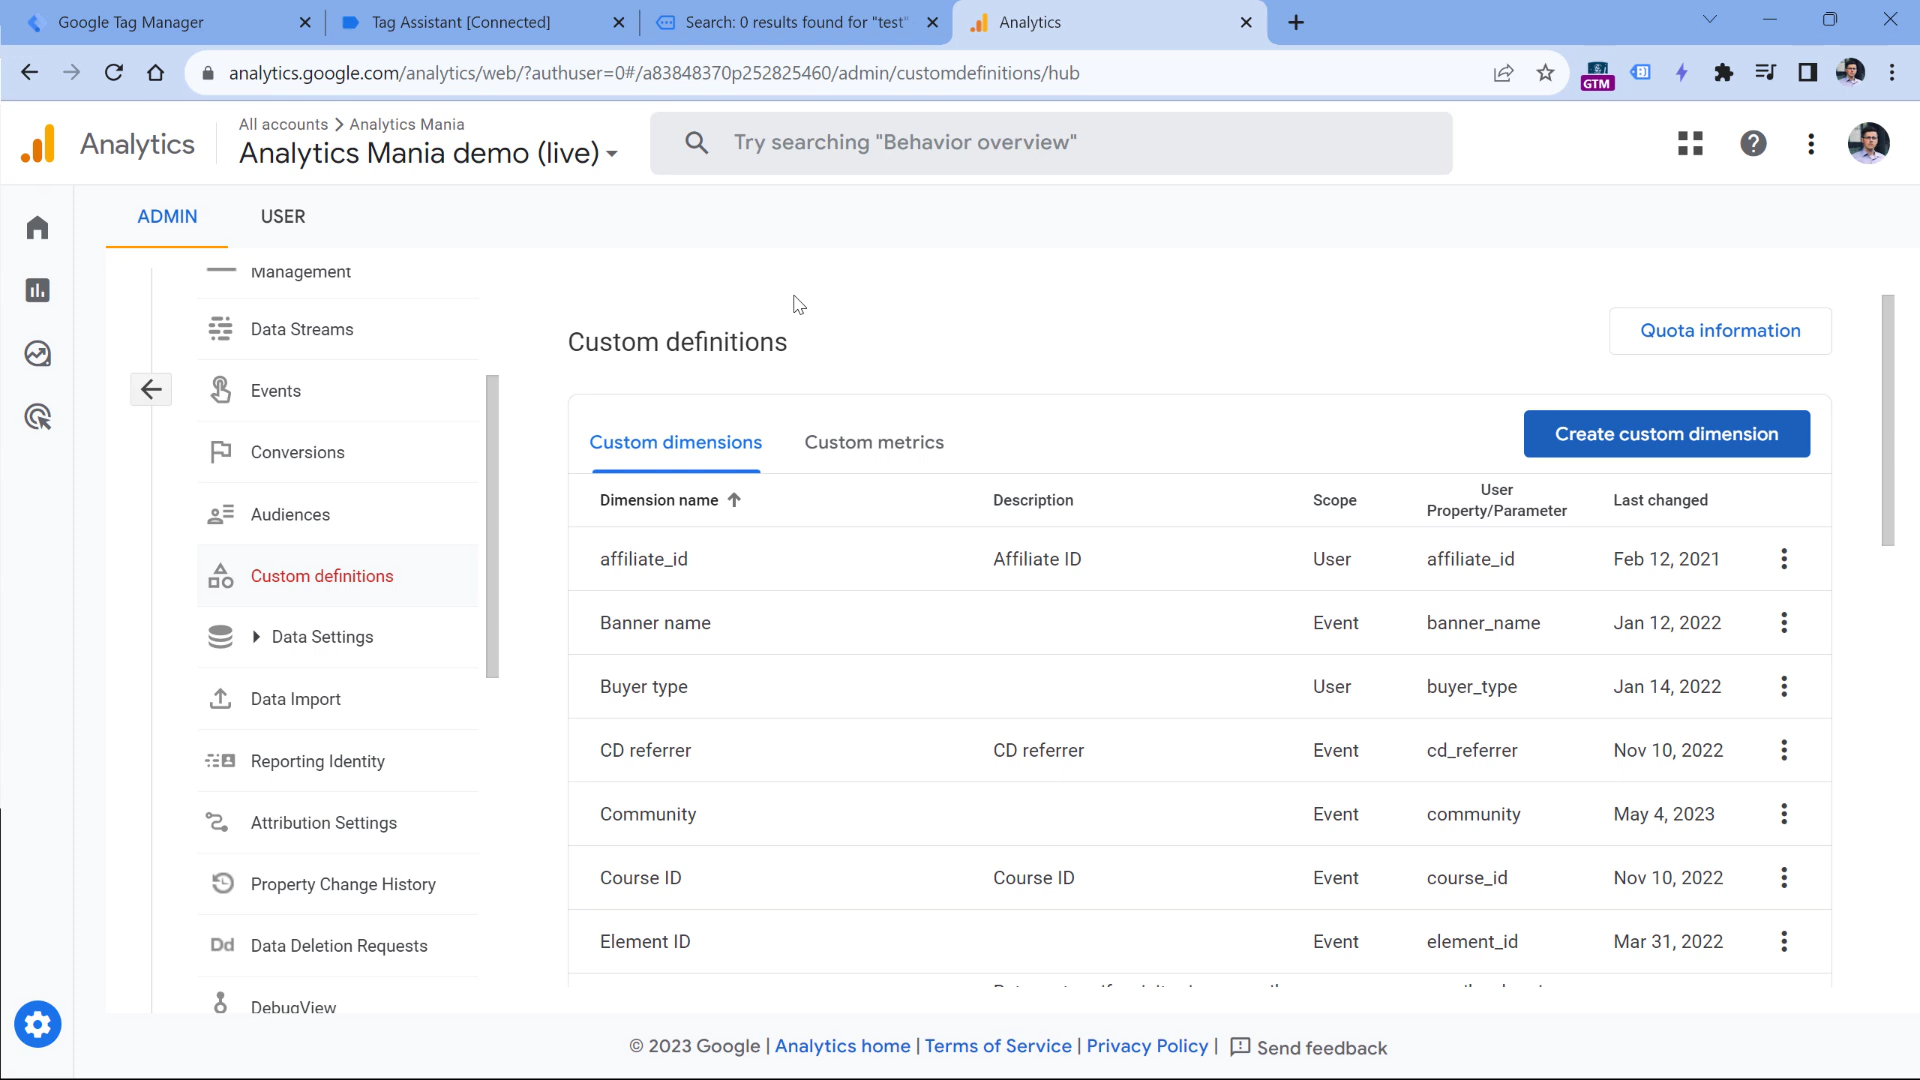 Google Tag Manager
Tag Assistant [Connected]
Search: 0 results found for "test"
Analytics
analytics.google.com/analytics/web/?authuser=0#/a83848370p252825460/admin/customdefinitions/hub
GTM
Analytics
All accounts > Analytics Mania
Analytics Mania demo (live)
Try searching "Behavior overview"
ADMIN
USER
Management
Data Streams
Events
Conversions
Audiences
Custom definitions
Data Settings
Data Import
Reporting Identity
Attribution Settings
Property Change History
Dd Data Deletion Requests
DebugView
Custom definitions
Quota information
Custom dimensions
Custom metrics
Create custom dimension
Dimension name
Description
Scope
User
Property/Parameter
Last changed
affiliate_id Affiliate ID User affiliate_id Feb 12, 2021
Banner name Event banner_name Jan 12, 2022
Buyer type User buyer_type Jan 14, 2022
CD referrer CD referrer Event cd_referrer Nov 10, 2022
Community Event community May 4, 2023
Course ID Course ID Event course_id Nov 10, 2022
Element ID Event element_id Mar 31, 2022
© 2023 Google | Analytics home | Terms of Service | Privacy Policy | Send feedback